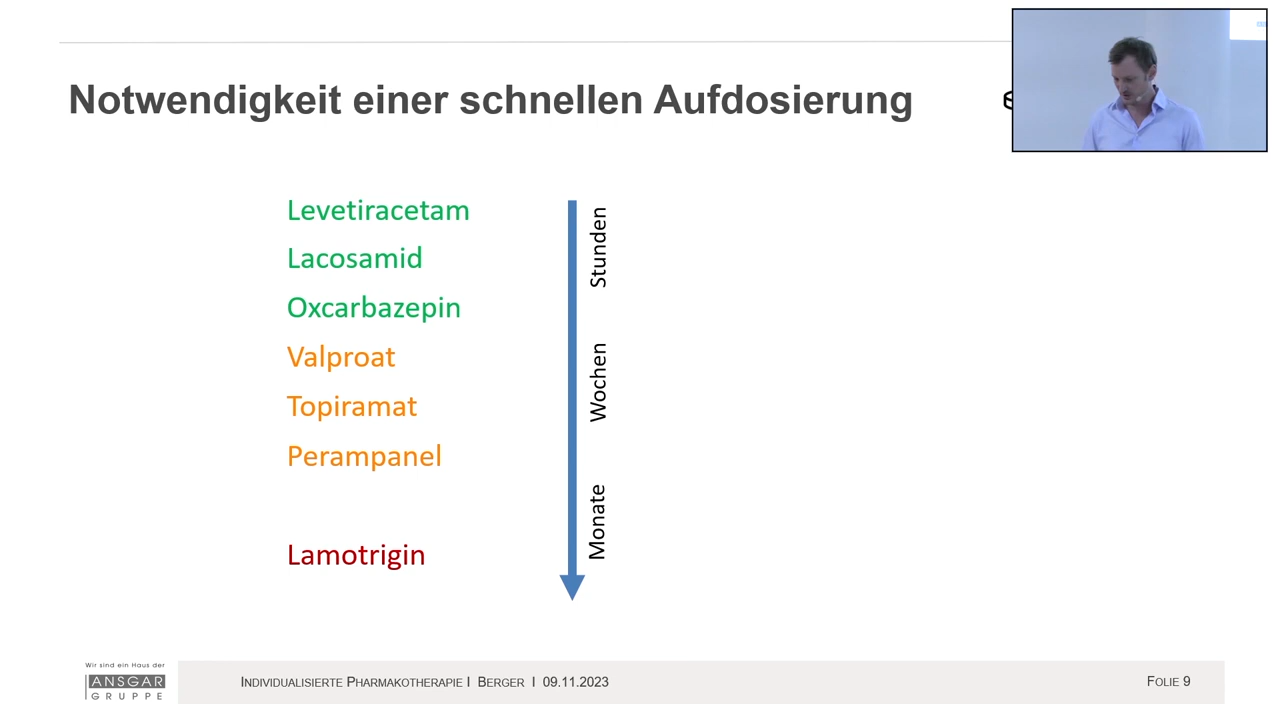 Notwendigkeit einer schnellen Aufdosierung
Levetiracetam
Lacosamid
Oxcarbazepin
Valproat
Topiramat
Perampanel
Lamotrigin
Stunden
Wochen
Monate
Wir sind ein Haus der
ANSGAR
GRUPPE
INDIVIDUALISIERTE PHARMAKOTHERAPIE I BERGER I 09.11.2023
FOLIE 9